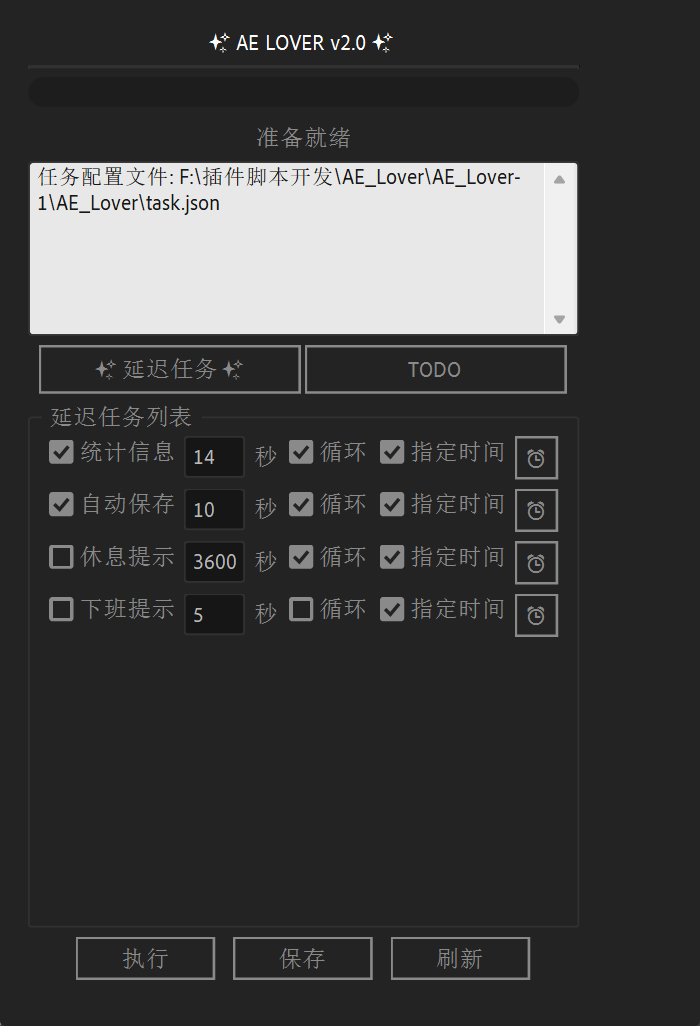 AE LOVER v2.0
准备就绪
任务配置文件: F:\插件脚本开发\AE_Lover\AE_Lover-
1\AE_Lover\task.json
延迟任务 TODO
延迟任务列表
统计信息 14 秒 循环 指定时间
自动保存 10 秒 循环 指定时间
休息提示 3600 秒 循环 指定时间
下班提示 5 秒 循环 指定时间
执行 保存 刷新